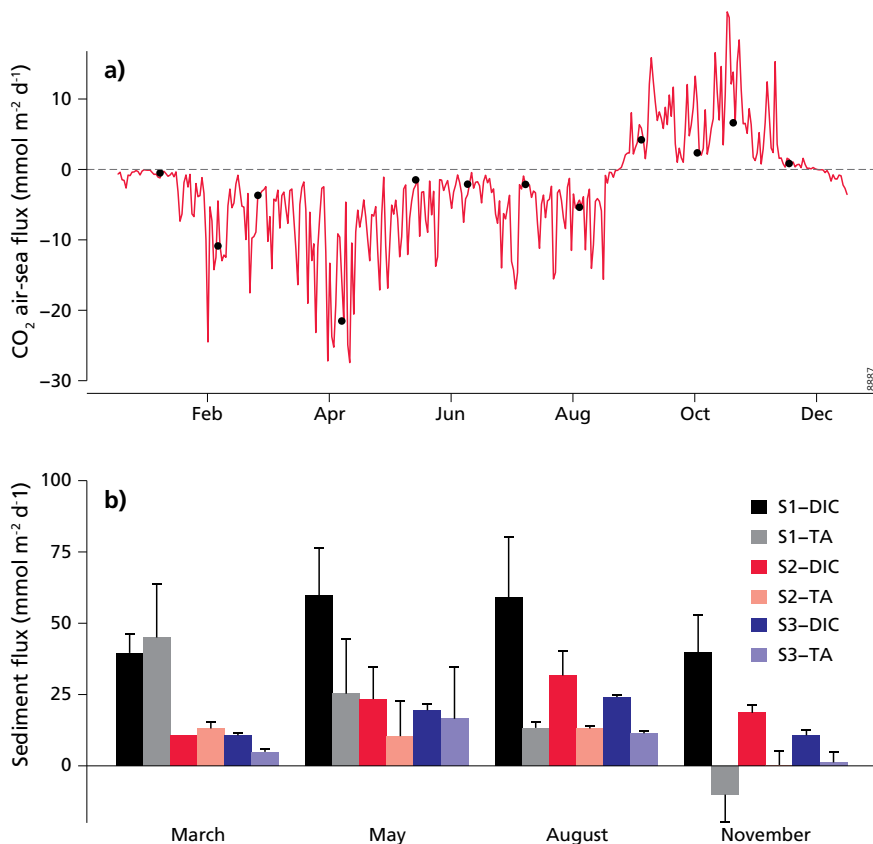 a)
CO₂ air-sea flux (mmol m⁻² d⁻¹)
10
0
−10
−20
−30
Feb Apr Jun Aug Oct Dec
8887
b)
Sediment flux (mmol m⁻² d-1)
100
75
50
25
0
S1–DIC
S1–TA
S2–DIC
S2–TA
S3–DIC
S3–TA
March May August November